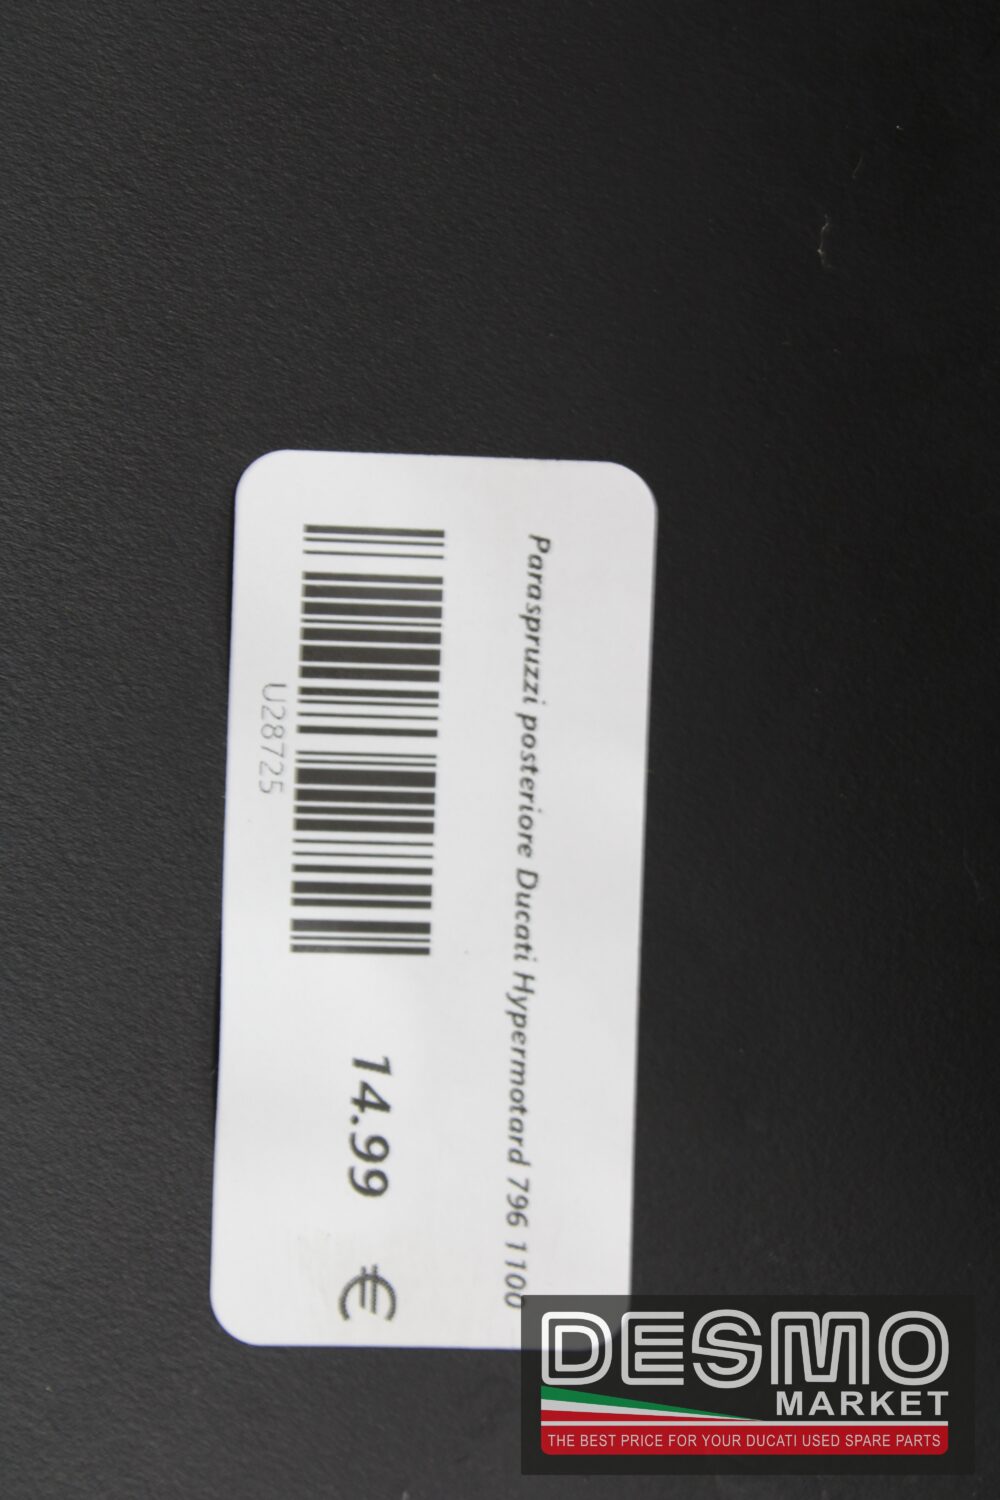 Paraspruzzi posteriore Ducati Hypermotard 796 1100
U28725
14.99 €
DESMO
MARKET
THE BEST PRICE FOR YOUR DUCATI USED SPARE PARTS